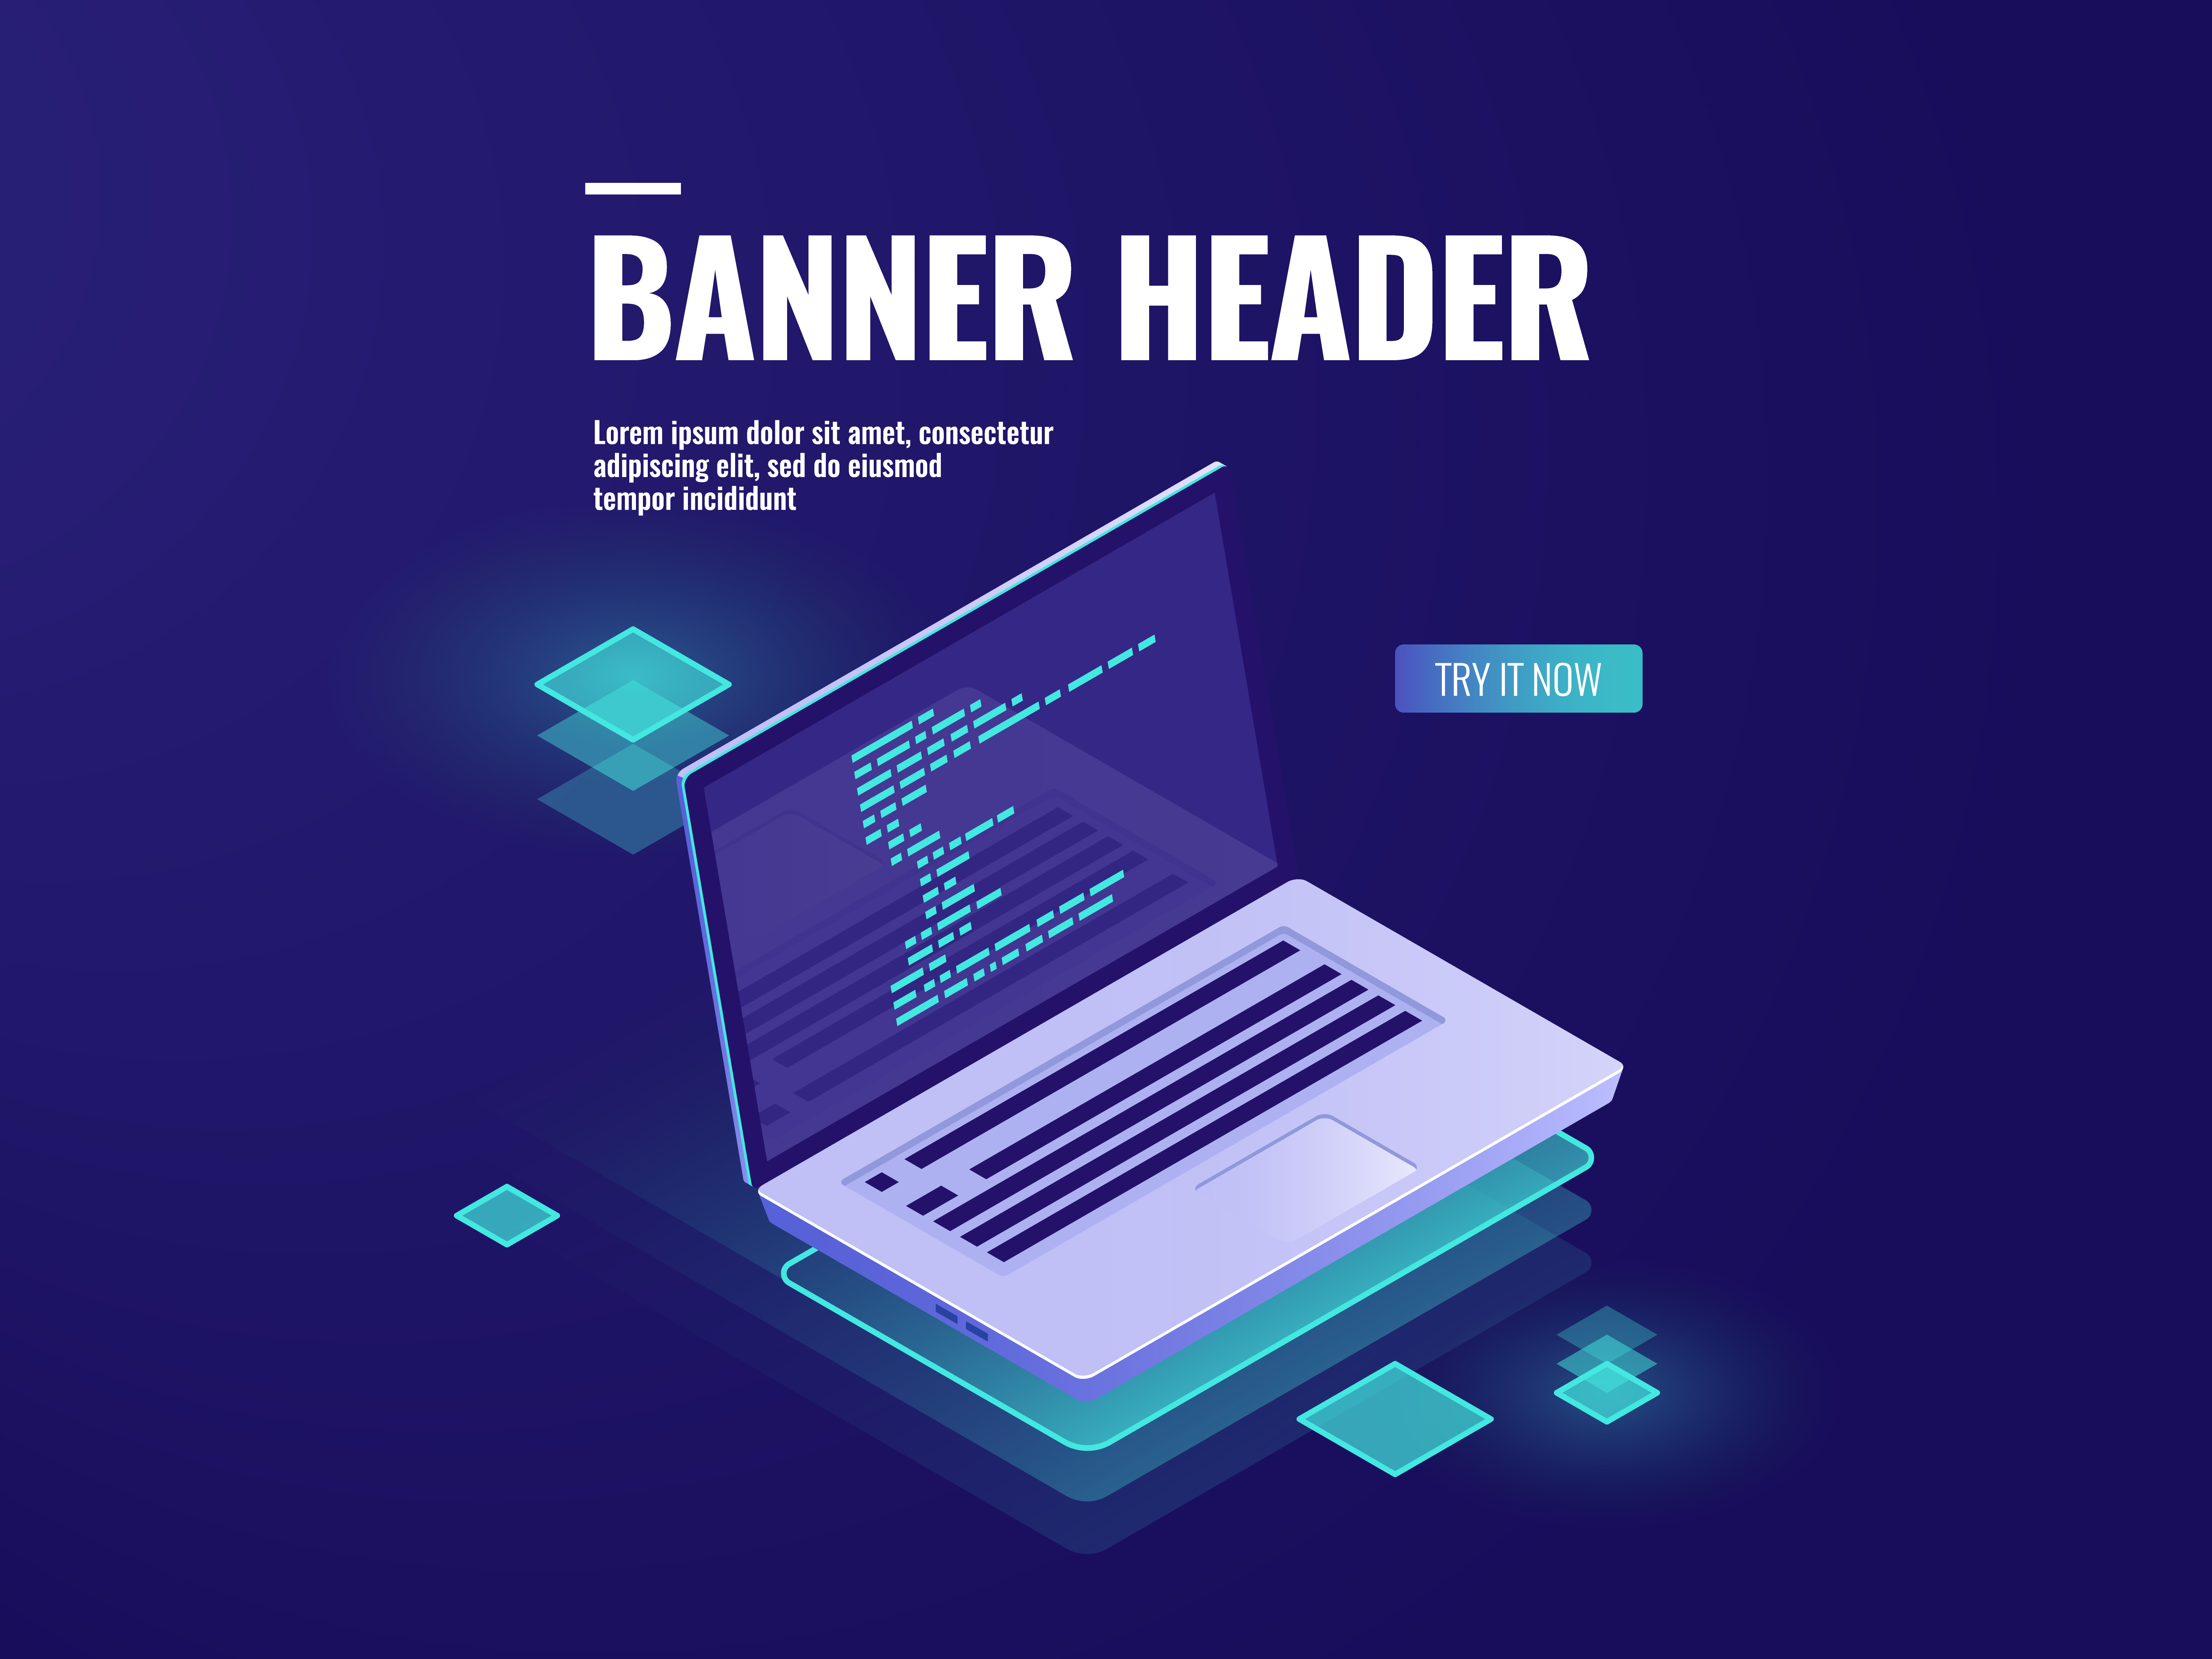 BANNER HEADER
Lorem ipsum dolor sit amet, consectetur
adipiscing elit, sed do eiusmod
tempor incididunt
TRY IT NOW